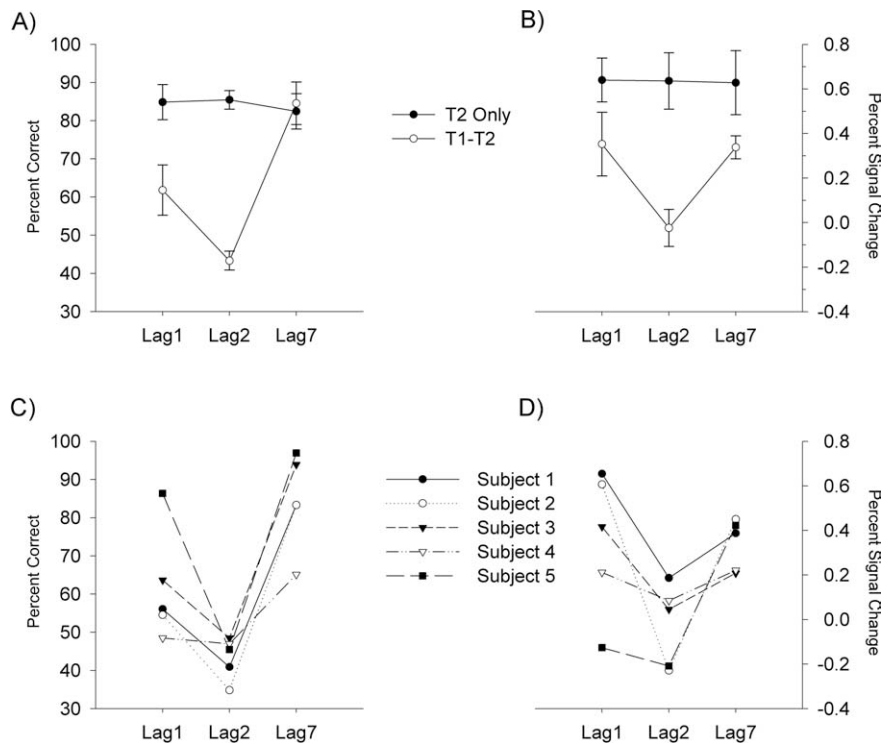 A)
B)
100
90
80
70
60
50
40
30
Percent Correct
Lag1 Lag2 Lag7
T2 Only
T1-T2
0.8
0.6
0.4
0.2
0.0
-0.2
-0.4
Percent Signal Change
Lag1 Lag2 Lag7
C)
D)
100
90
80
70
60
50
40
30
Percent Correct
Lag1 Lag2 Lag7
Subject 1
Subject 2
Subject 3
Subject 4
Subject 5
0.8
0.6
0.4
0.2
0.0
-0.2
-0.4
Percent Signal Change
Lag1 Lag2 Lag7